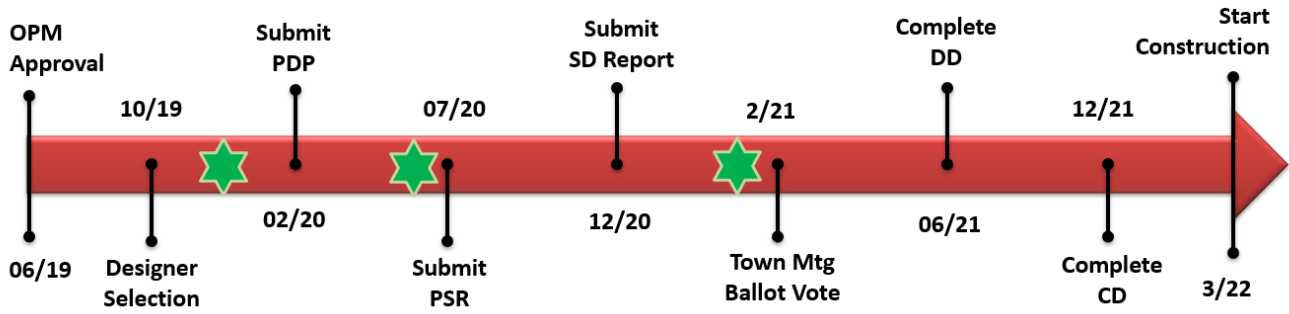 OPM
Approval
06/19
10/19
Designer
Selection
Submit
PDP
02/20
07/20
Submit
PSR
Submit
SD Report
12/20
2/21
Town Mtg
Ballot Vote
Complete
DD
06/21
12/21
Complete
CD
Start
Construction
3/22